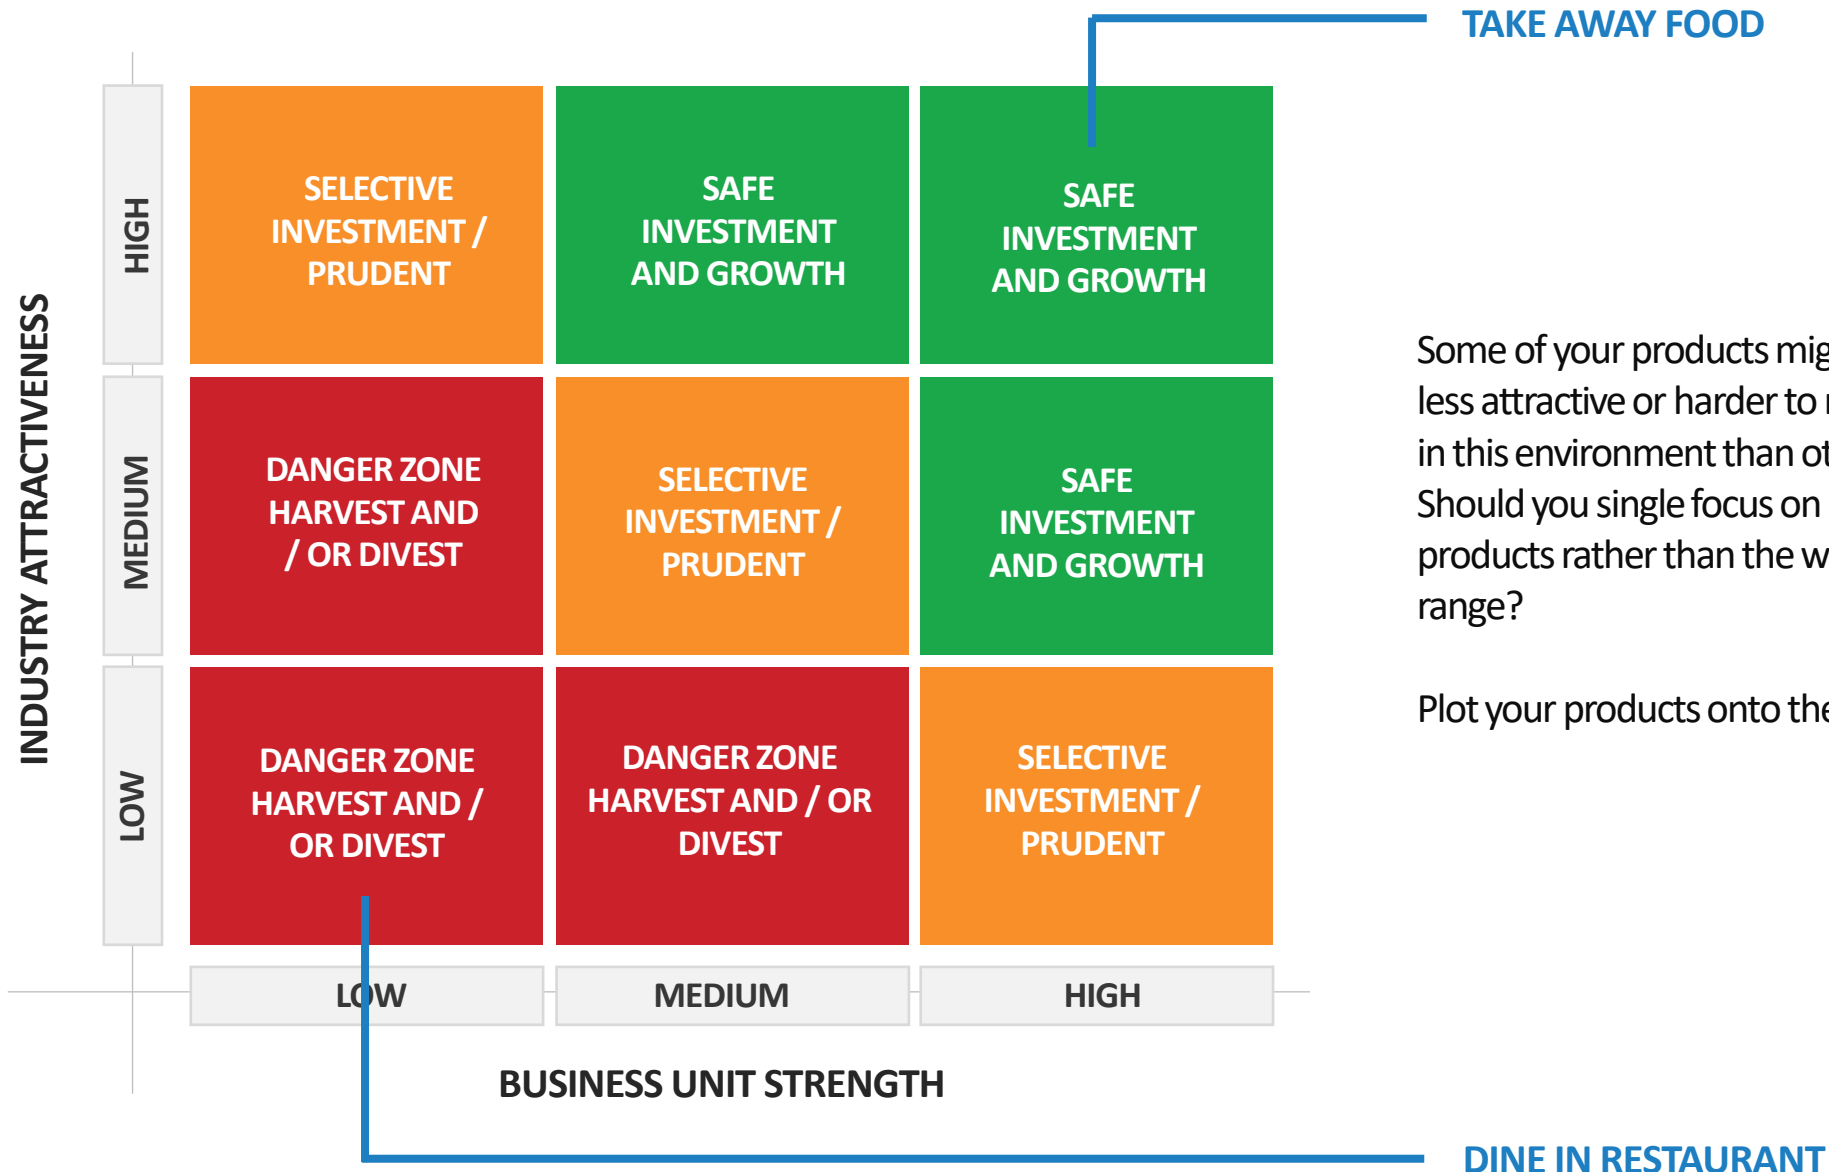 TAKE AWAY FOOD
INDUSTRY ATTRACTIVENESS
HIGH
SELECTIVE
INVESTMENT /
PRUDENT
SAFE
INVESTMENT
AND GROWTH
SAFE
INVESTMENT
AND GROWTH
MEDIUM
DANGER ZONE
HARVEST AND
/ OR DIVEST
SELECTIVE
INVESTMENT /
PRUDENT
SAFE
INVESTMENT
AND GROWTH
LOW
DANGER ZONE
HARVEST AND /
OR DIVEST
DANGER ZONE
HARVEST AND / OR
DIVEST
SELECTIVE
INVESTMENT /
PRUDENT
LOW
MEDIUM
HIGH
BUSINESS UNIT STRENGTH
DINE IN RESTAURANT
Some of your products
less attractive or harder to
in this environment than
Should you single focus on
products rather than the
range?
Plot your products onto